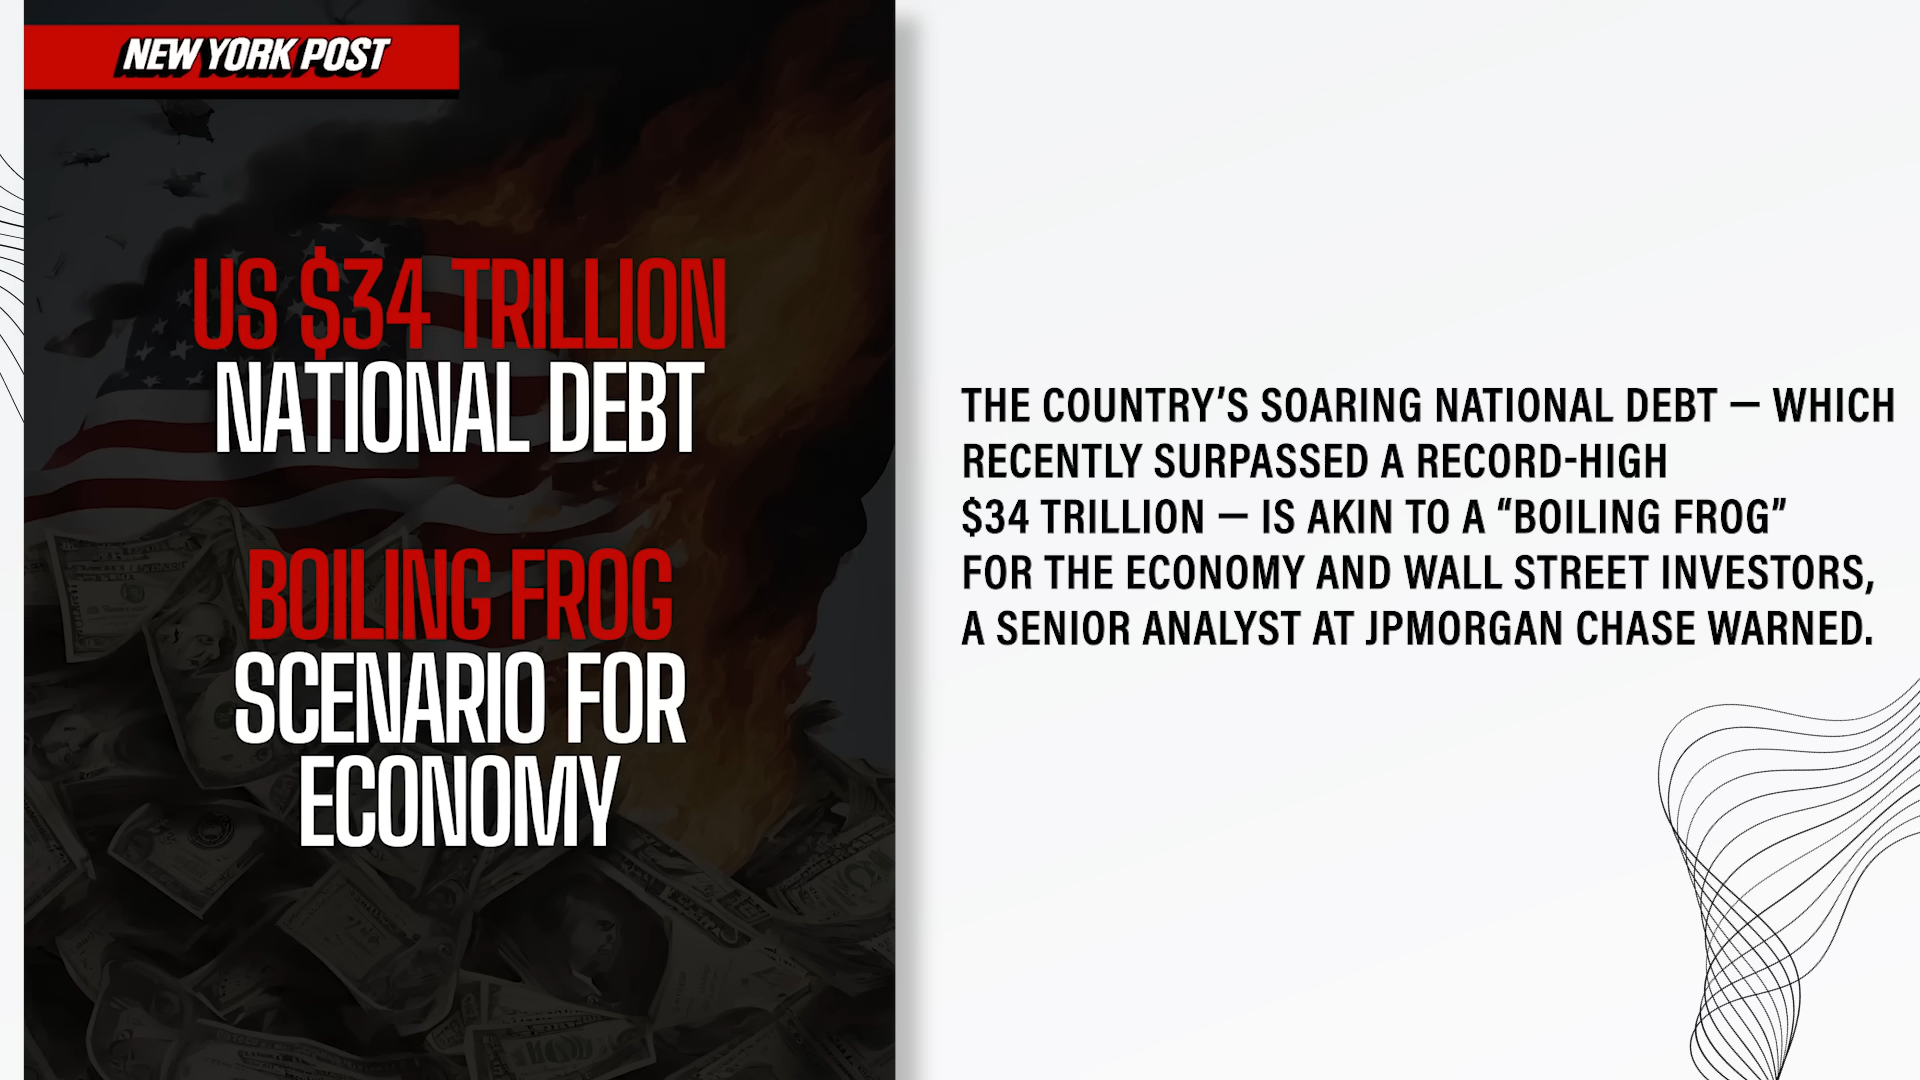 NEW YORK POST
US $34 TRILLION
NATIONAL DEBT
BOILING FROG
SCENARIO FOR
ECONOMY
THE COUNTRY’S SOARING NATIONAL DEBT — WHICH
RECENTLY SURPASSED A RECORD-HIGH
$34 TRILLION — IS AKIN TO A “BOILING FROG”
FOR THE ECONOMY AND WALL STREET INVESTORS,
A SENIOR ANALYST AT JPMORGAN CHASE WARNED.